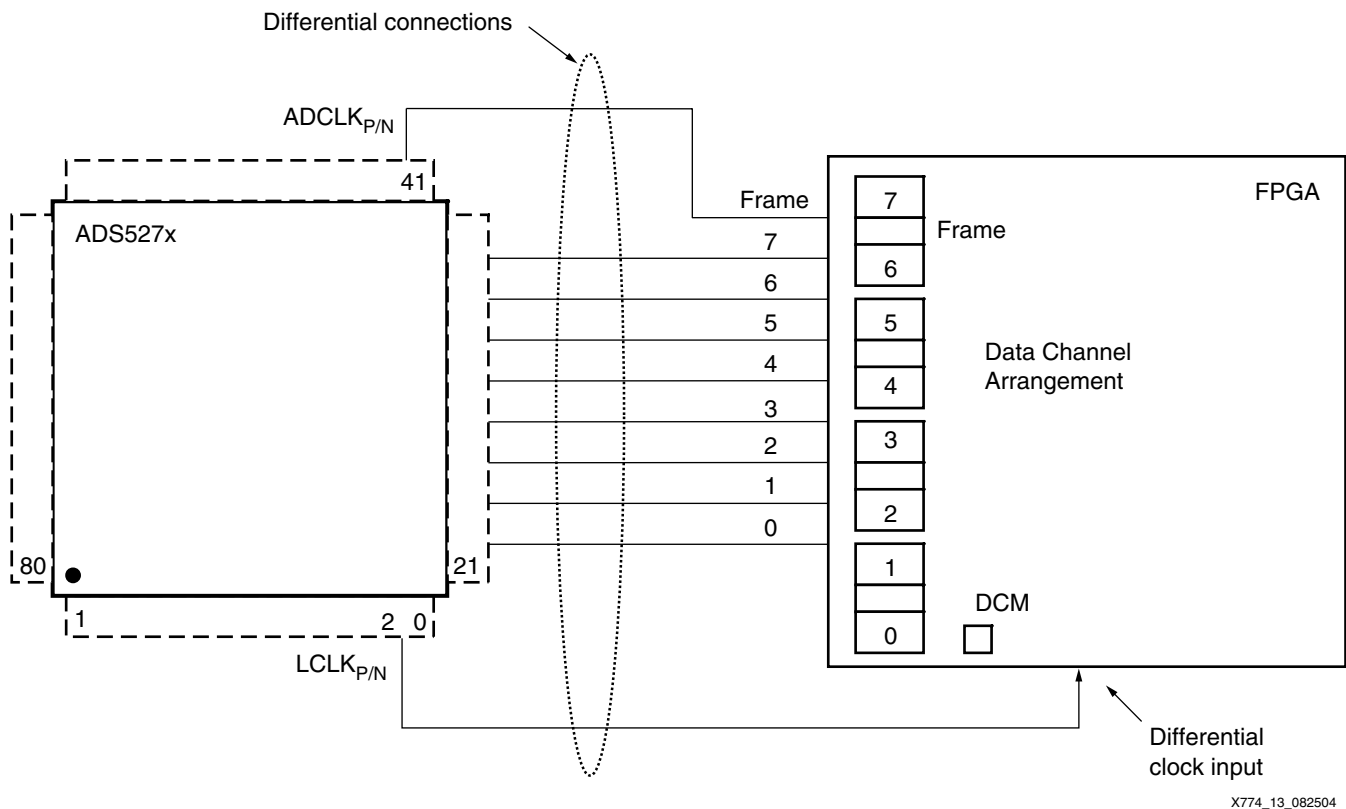 Differential connections
ADCLKP/N
41
ADS527x
80
21
1
2 0
LCLKP/N
Frame
7
6
5
4
3
2
1
0
FPGA
7
Frame
6
5
Data Channel
Arrangement
4
3
2
1
DCM
0
Differential
clock input
X774_13_082504